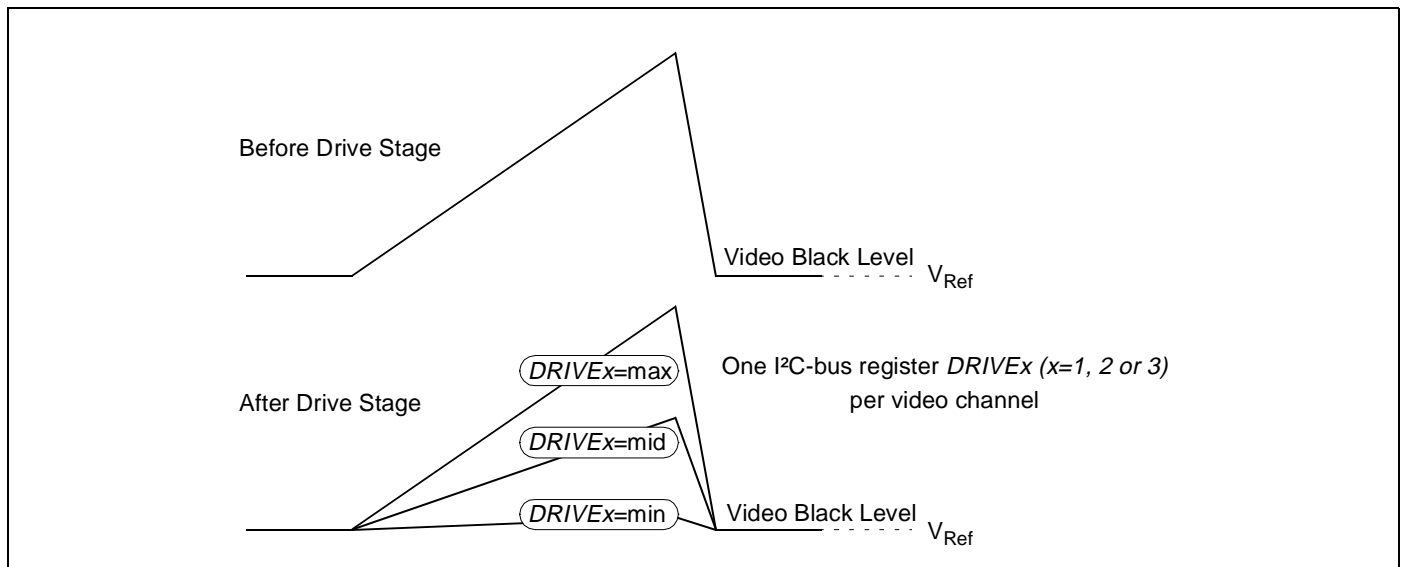 Before Drive Stage
Video Black Level
VRef
DRIVEx=max
One I²C-bus register DRIVEx (x=1, 2 or 3)
per video channel
After Drive Stage
DRIVEx=mid
DRIVEx=min
Video Black Level
VRef